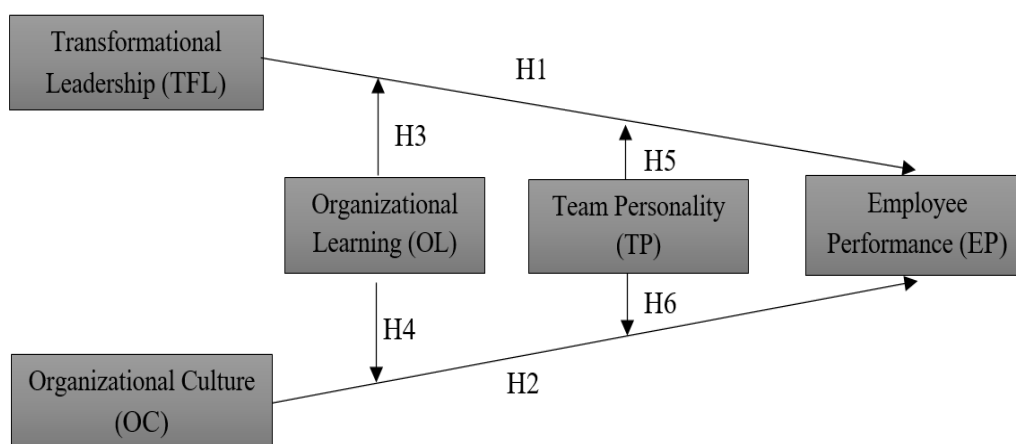 Transformational
Leadership (TFL)
H1
H3
H5
Organizational
Learning (OL)
Team Personality
(TP)
Employee
Performance (EP)
H4
H6
Organizational Culture
(OC)
H2